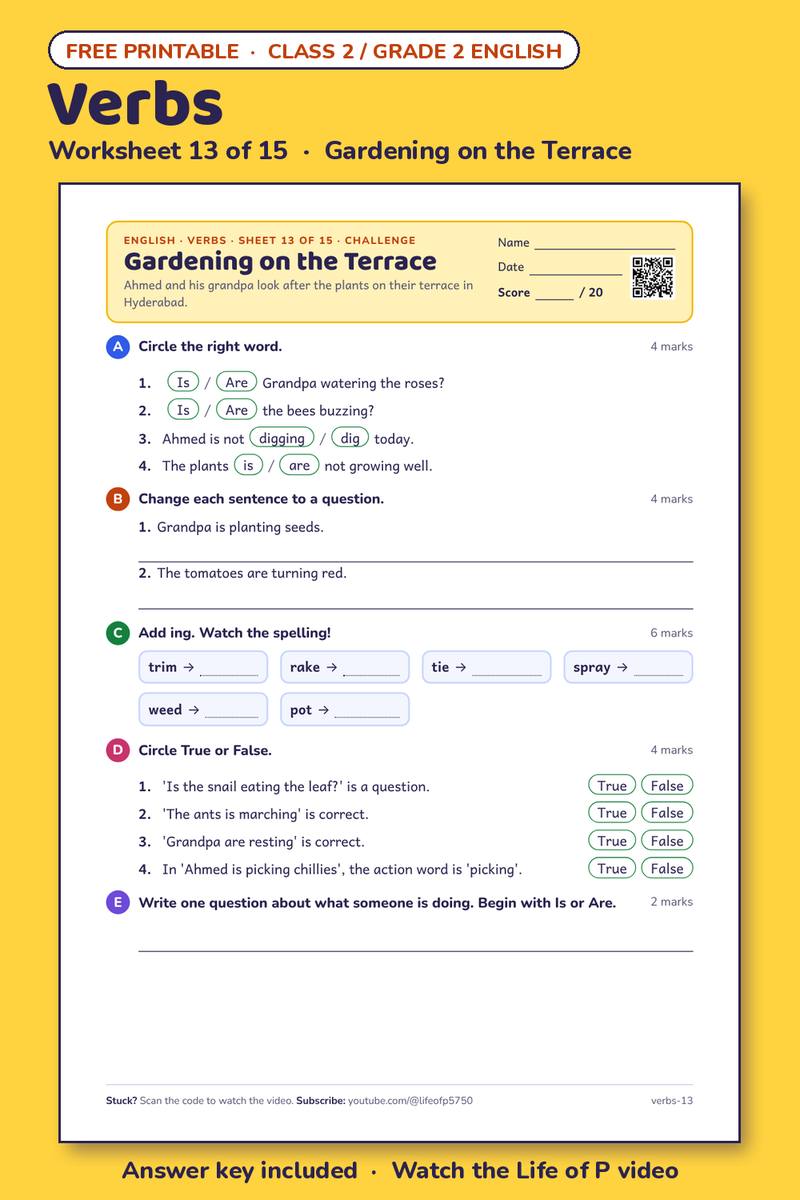 FREE PRINTABLE · CLASS 2 / GRADE 2 ENGLISH
Verbs
Worksheet 13 of 15 · Gardening on the Terrace
ENGLISH · VERBS · SHEET 13 OF 15 · CHALLENGE
Gardening on the Terrace
Ahmed and his grandpa look after the plants on their terrace in
Hyderabad.
Name
Date
Score / 20
A Circle the right word. 4 marks
1. Is / Are Grandpa watering the roses?
2. Is / Are the bees buzzing?
3. Ahmed is not digging / dig today.
4. The plants is / are not growing well.
B Change each sentence to a question. 4 marks
1. Grandpa is planting seeds.
2. The tomatoes are turning red.
C Add ing. Watch the spelling! 6 marks
trim → rake → tie → spray →
weed → pot →
D Circle True or False. 4 marks
1. 'Is the snail eating the leaf?' is a question. True False
2. 'The ants is marching' is correct. True False
3. 'Grandpa are resting' is correct. True False
4. In 'Ahmed is picking chillies', the action word is 'picking'. True False
E Write one question about what someone is doing. Begin with Is or Are. 2 marks
Stuck? Scan the code to watch the video. Subscribe: youtube.com/@lifeofp5750 verbs-13
Answer key included · Watch the Life of P video